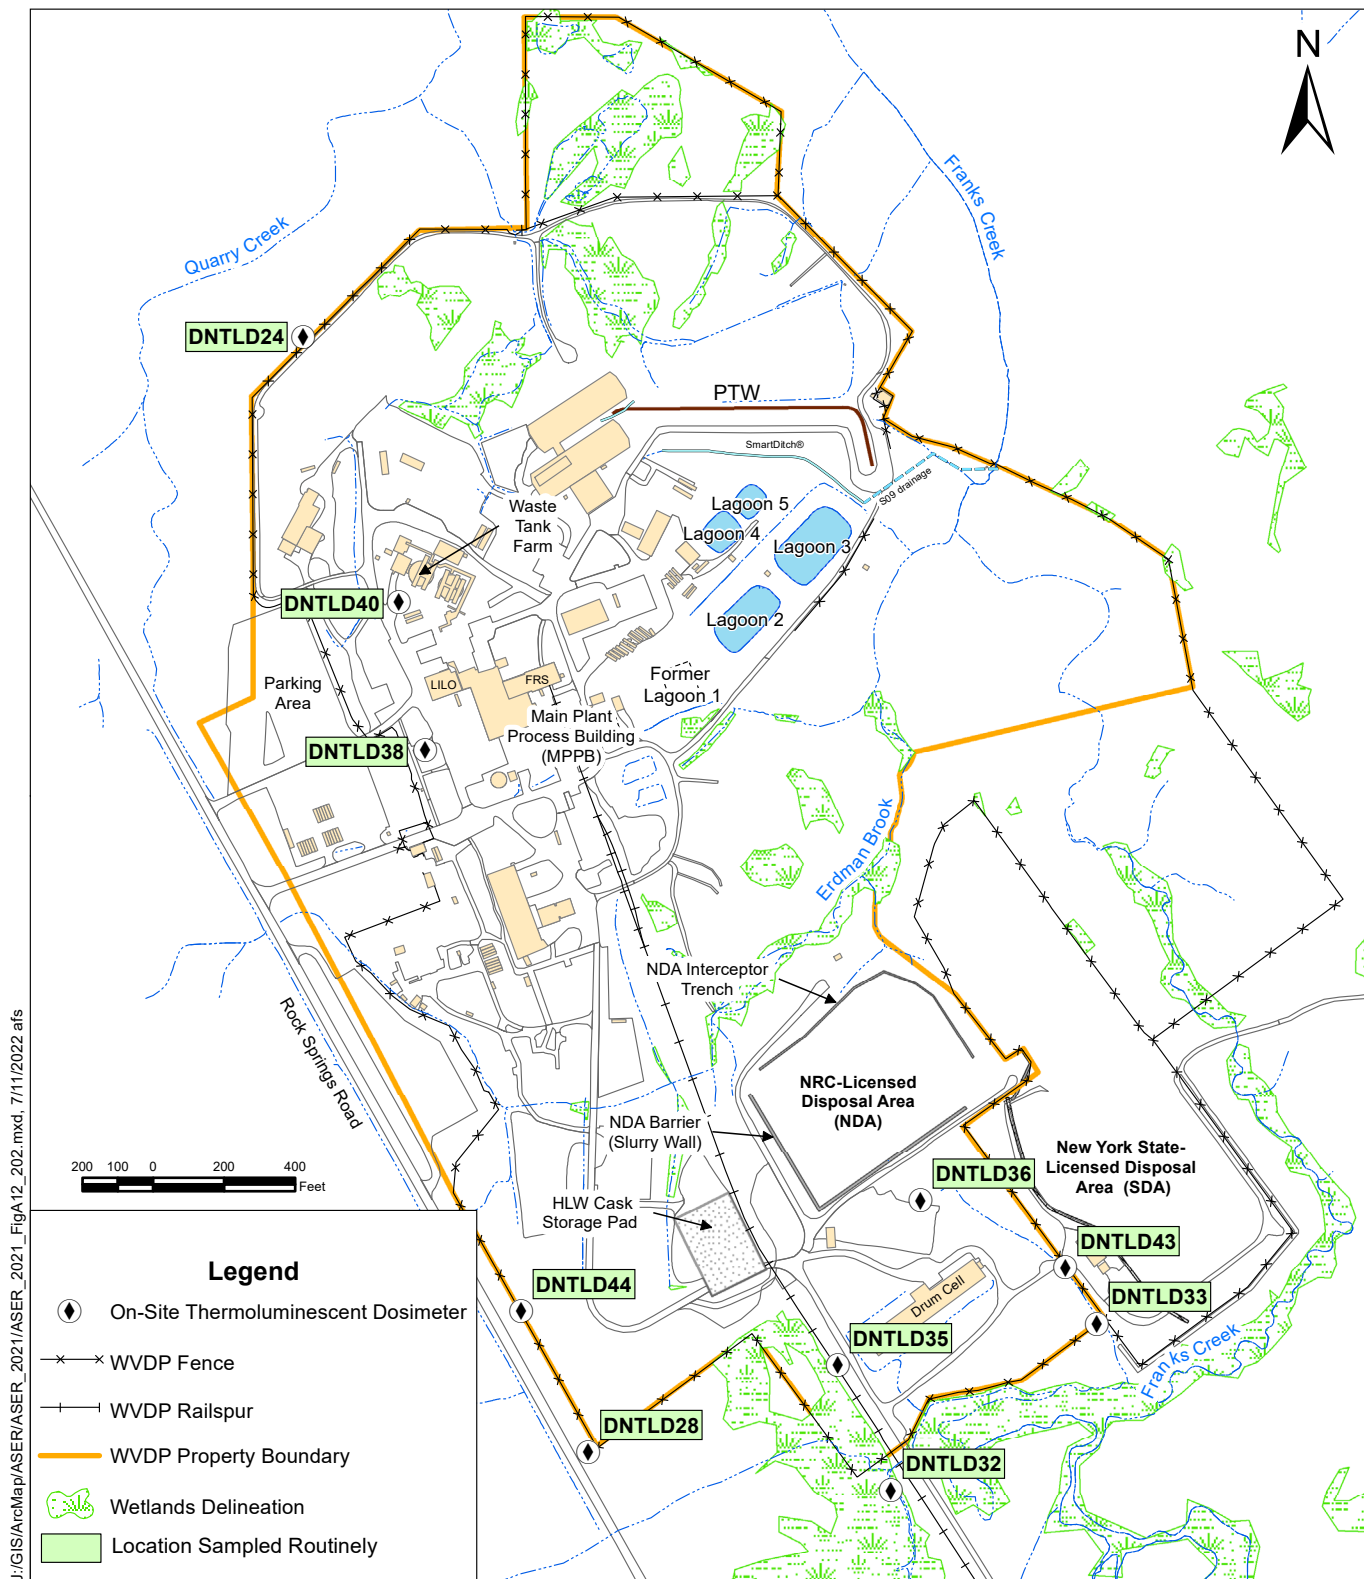 N
Franks Creek
Quarry Creek
DNTLD24
PTW
SmartDitch®
S09 drainage
Waste
Tank
Farm
Lagoon 5
Lagoon 4
Lagoon 3
DNTLD40
Lagoon 2
Parking
Area
LILO
FRS
Former
Lagoon 1
Main Plant
Process Building
(MPPB)
DNTLD38
Erdman Brook
NDA Interceptor
Trench
Rock Springs Road
NRC-Licensed
Disposal Area
(NDA)
NDA Barrier
(Slurry Wall)
New York State-
Licensed Disposal
Area (SDA)
DNTLD36
HLW Cask
Storage Pad
DNTLD43
DNTLD44
Drum Cell
DNTLD33
DNTLD35
Franks Creek
DNTLD28
DNTLD32
200 100 0 200 400
Feet
Legend
On-Site Thermoluminescent Dosimeter
WVDP Fence
WVDP Railspur
WVDP Property Boundary
Wetlands Delineation
Location Sampled Routinely
J:/GIS/ArcMap/ASER/ASER_2021/ASER_2021_FigA12_202.mxd, 7/11/2022 afs